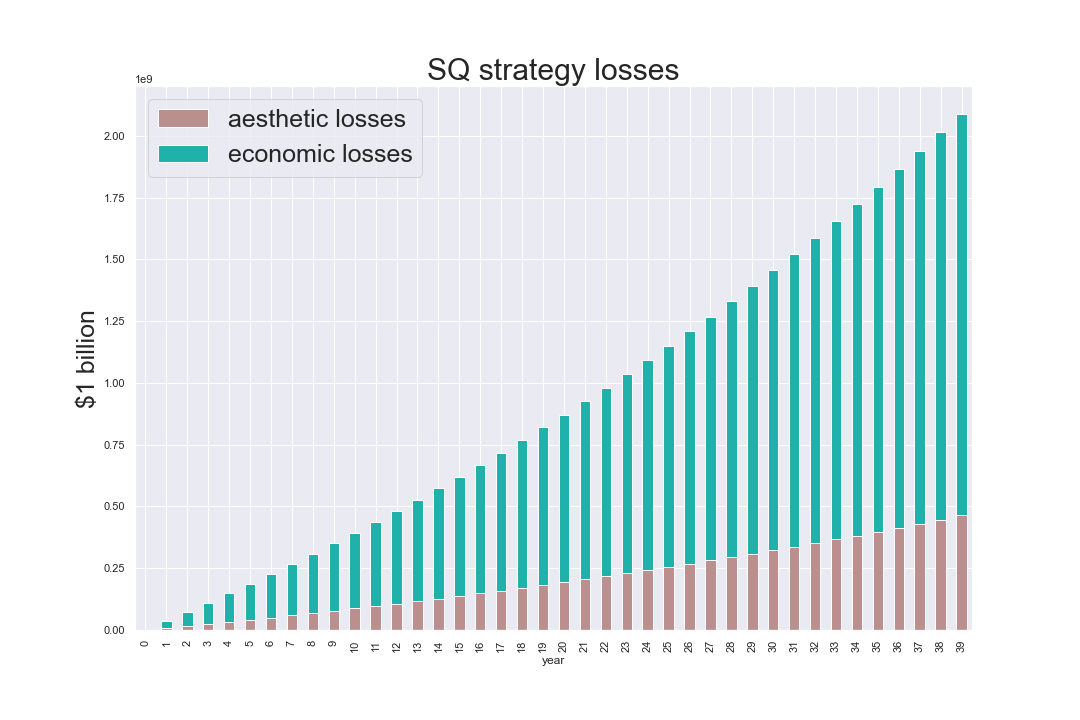 SQ strategy losses
1e9
aesthetic losses
economic losses
2.00
1.75
1.50
1.25
1.00
0.75
0.50
0.25
0.00
$1 billion
0 1 2 3 4 5 6 7 8 9 10 11 12 13 14 15 16 17 18 19 20 21 22 23 24 25 26 27 28 29 30 31 32 33 34 35 36 37 38 39
year